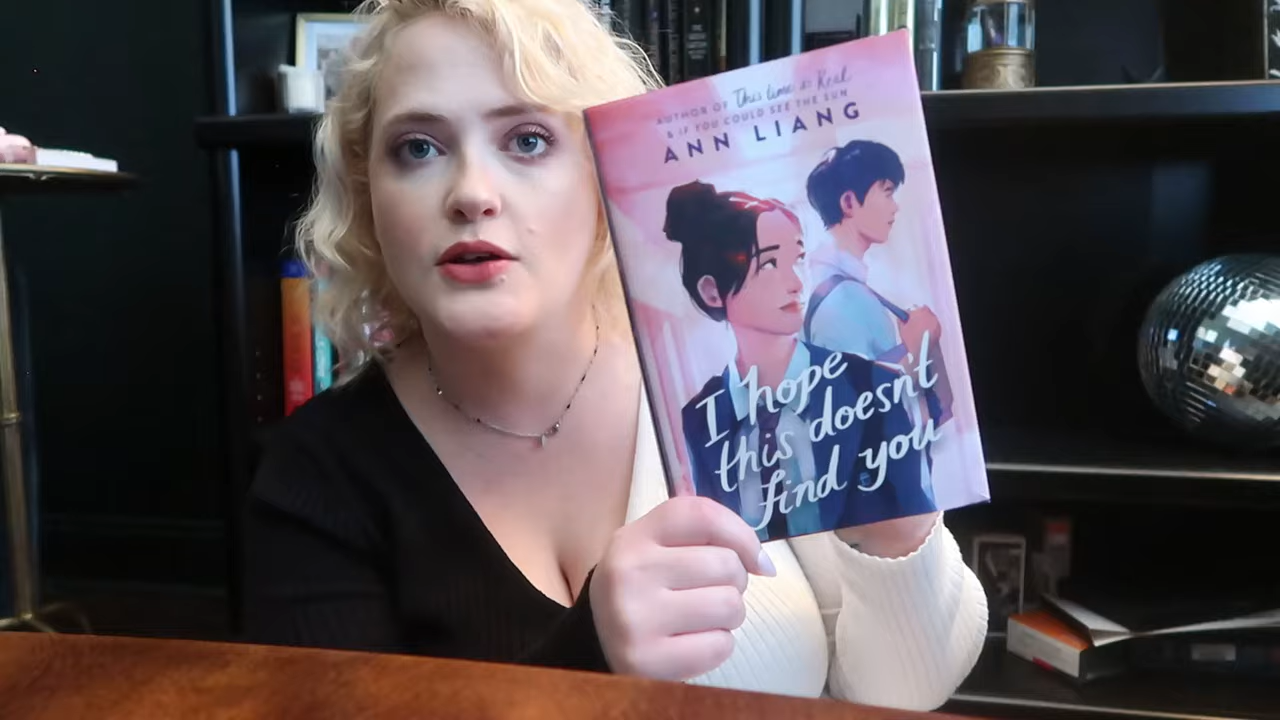 AUTHOR OF This Time It's Real
& IF YOU COULD SEE THE SUN
ANN LIANG
I hope
this doesn't
find you